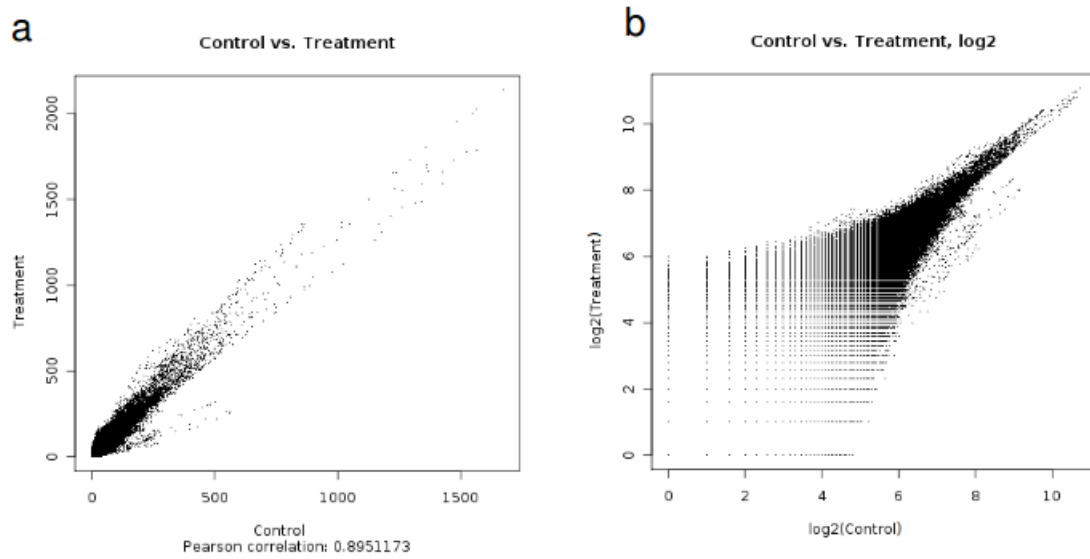 a
Control vs. Treatment
Treatment
2000
1500
1000
500
0
0 500 1000 1500
Control
Pearson correlation: 0.8951173
b
Control vs. Treatment, log2
log2(Treatment)
10
8
6
4
2
0
0 2 4 6 8 10
log2(Control)